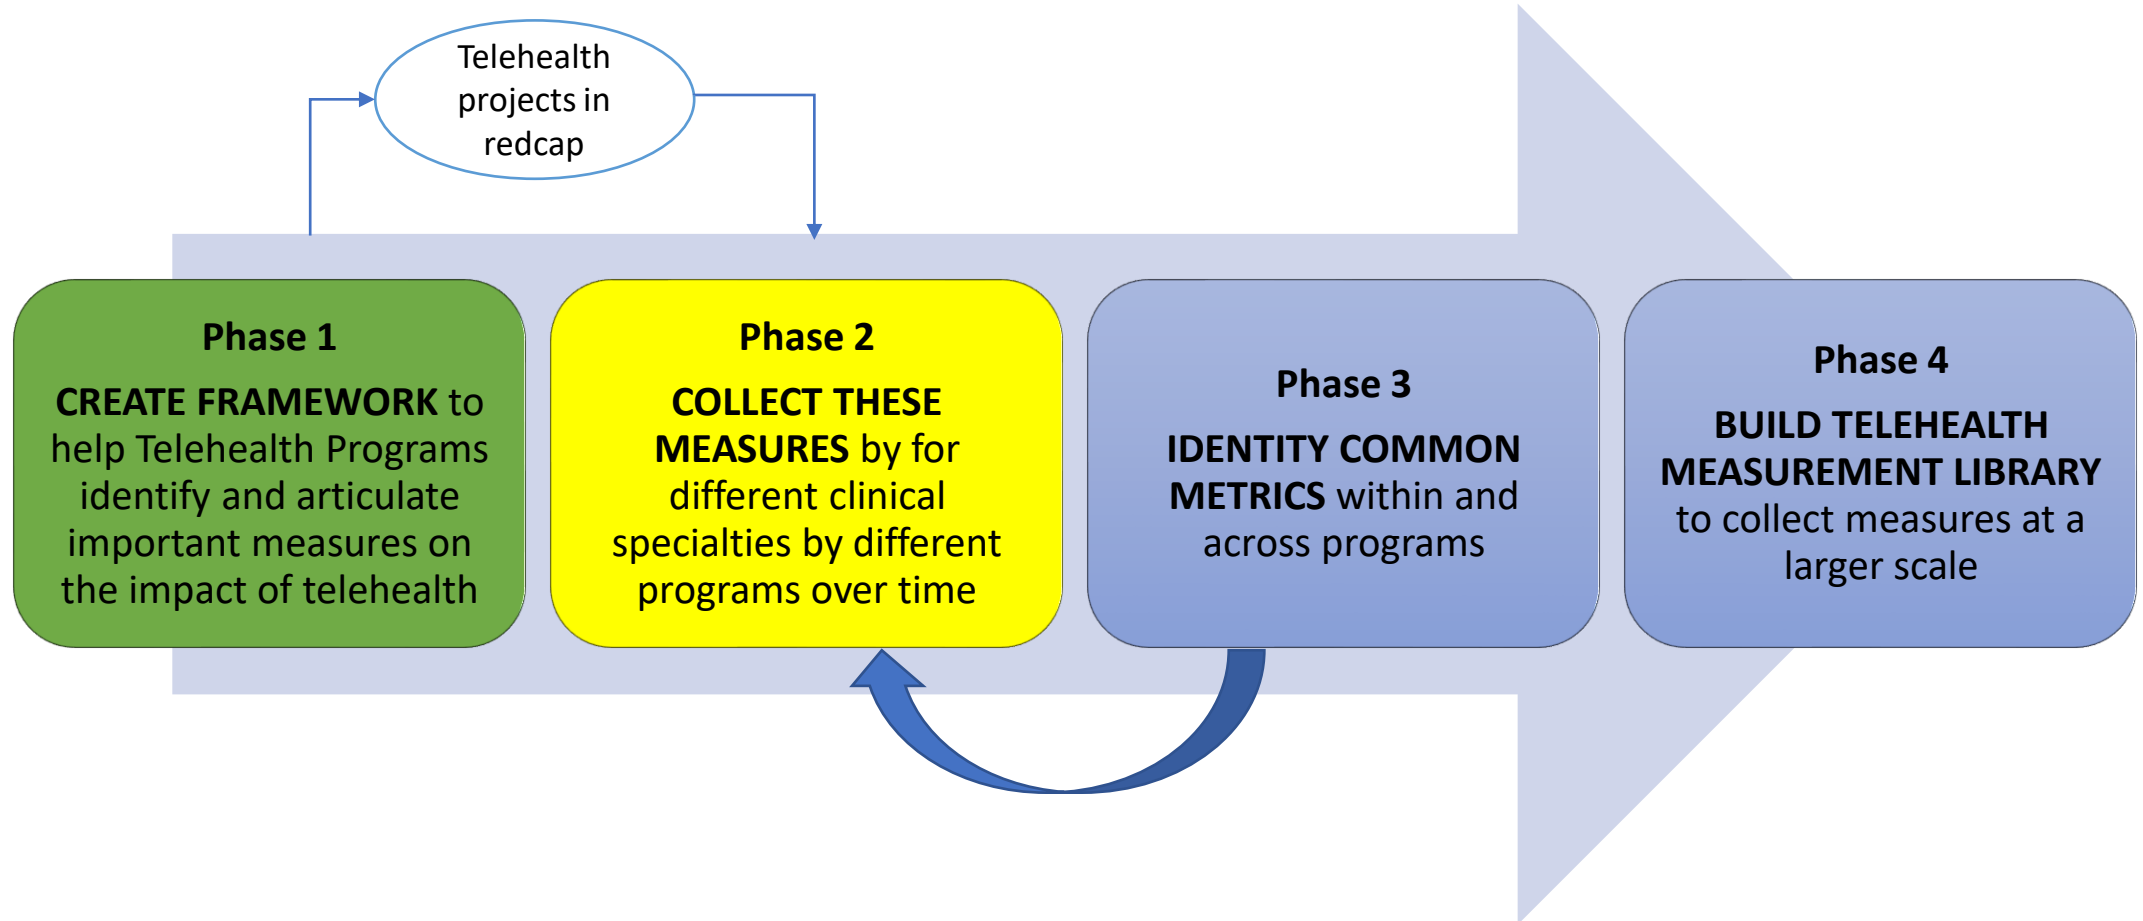 Telehealth
projects in
redcap
Phase 1
CREATE FRAMEWORK to
help Telehealth Programs
identify and articulate
important measures on
the impact of telehealth
Phase 2
COLLECT THESE
MEASURES by for
different clinical
specialties by different
programs over time
Phase 3
IDENTITY COMMON
METRICS within and
across programs
Phase 4
BUILD TELEHEALTH
MEASUREMENT LIBRARY
to collect measures at a
larger scale